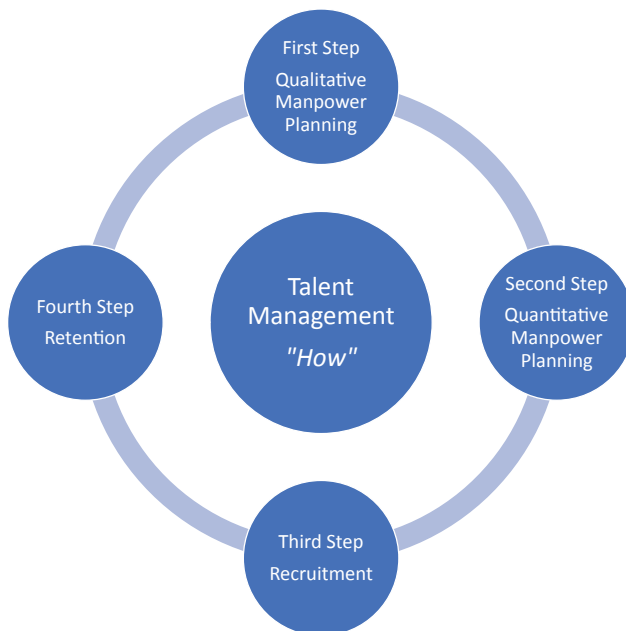 First Step
Qualitative
Manpower
Planning
Second Step
Quantitative
Manpower
Planning
Third Step
Recruitment
Fourth Step
Retention
Talent
Management
"How"